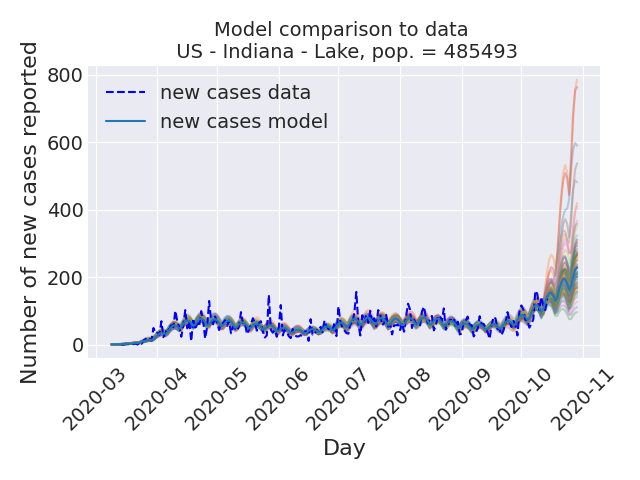 Model comparison to data
US - Indiana - Lake, pop. = 485493
800
600
400
200
0
Number of new cases reported
new cases data
new cases model
2020-03
2020-04
2020-05
2020-06
2020-07
2020-08
2020-09
2020-10
2020-11
Day